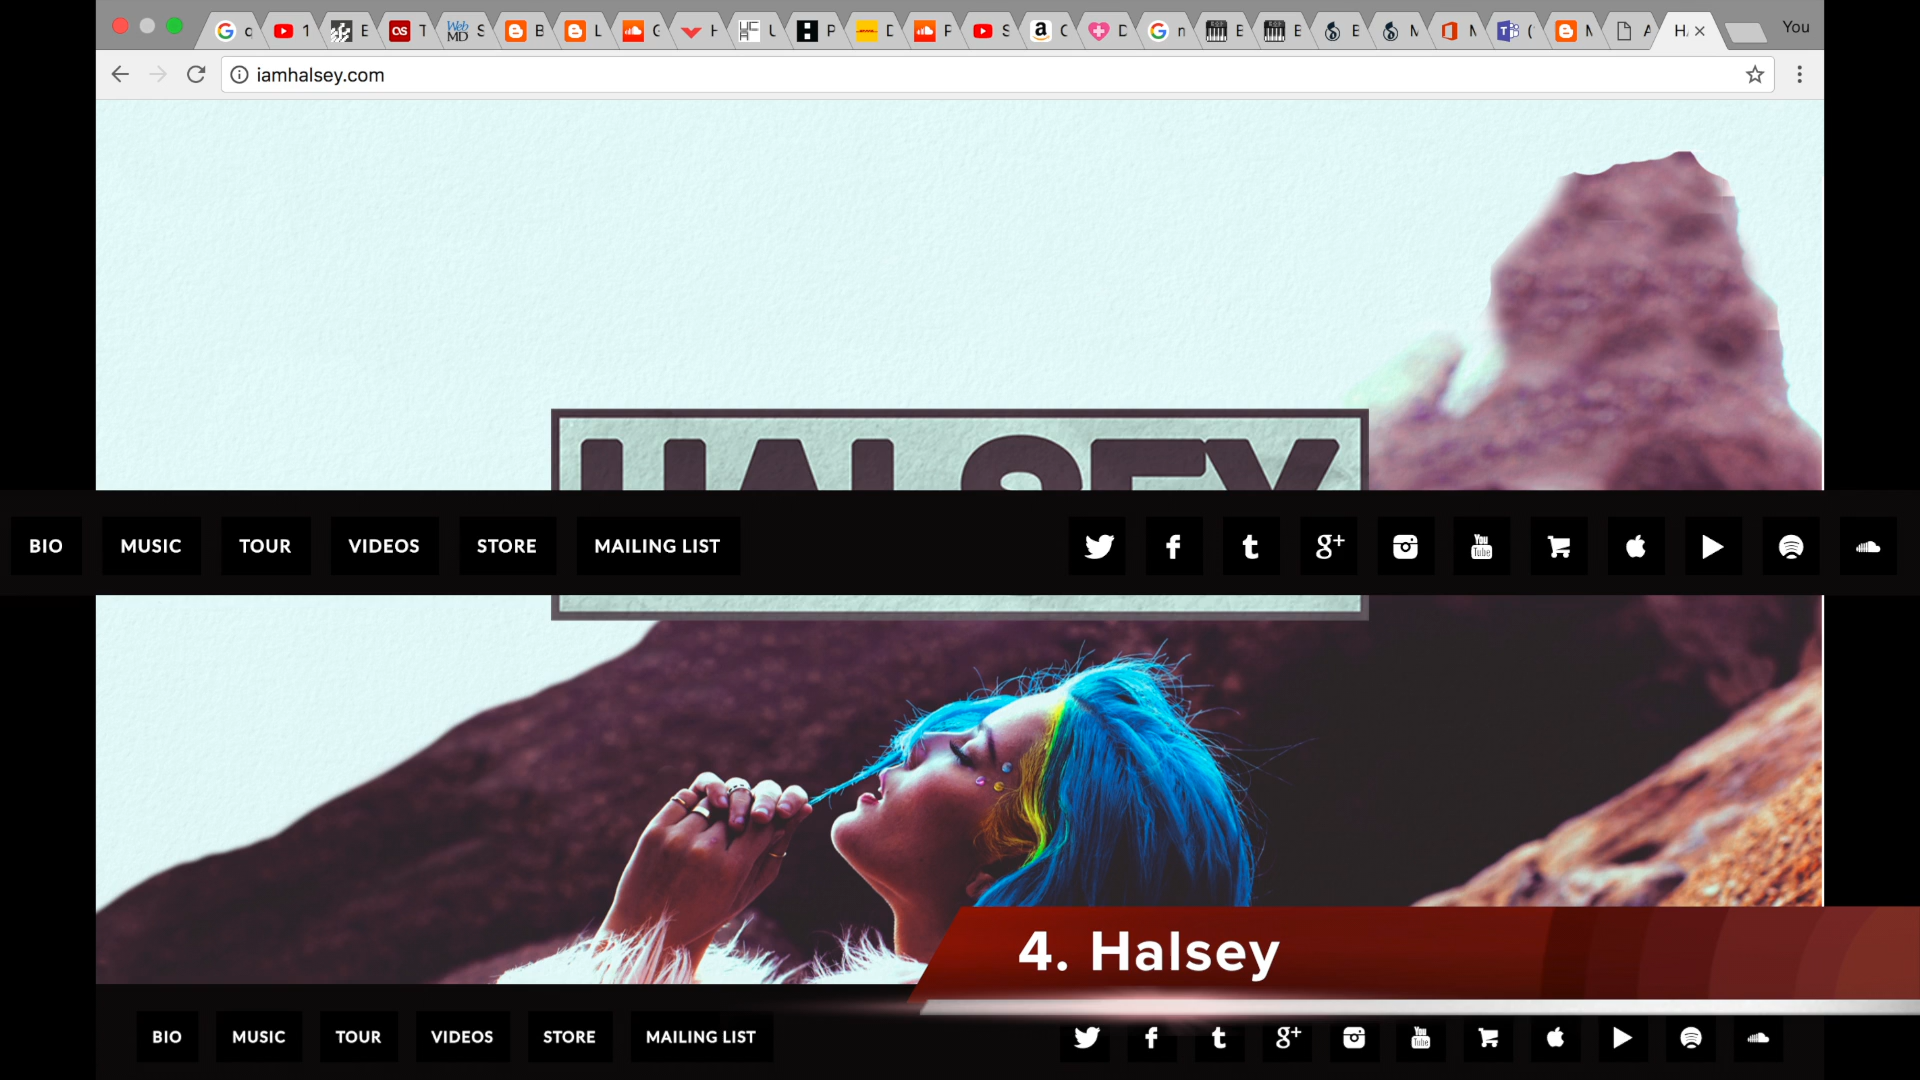 You
iamhalsey.com
HALSEY
BIO MUSIC TOUR VIDEOS STORE MAILING LIST
4. Halsey
BIO MUSIC TOUR VIDEOS STORE MAILING LIST